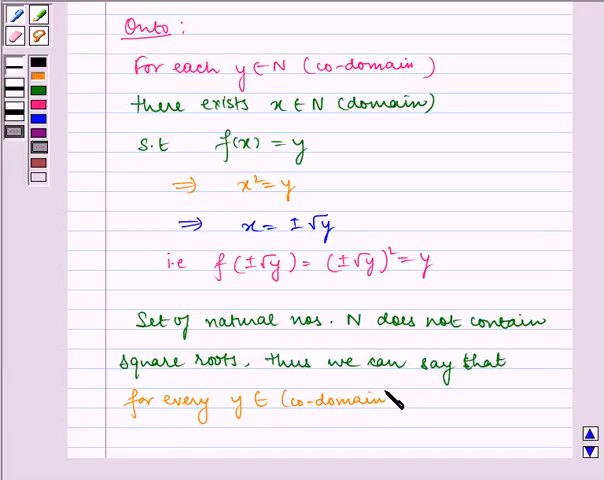 Onto :
For each y ∈ N (co-domain)
there exists x ∈ N (domain)
s.t f(x) = y
⇒ x² = y
⇒ x = ± √y
i.e f(±√y) = (±√y)² = y
Set of natural nos. N does not contain
square roots, thus we can say that
for every y ∈ (co-domain